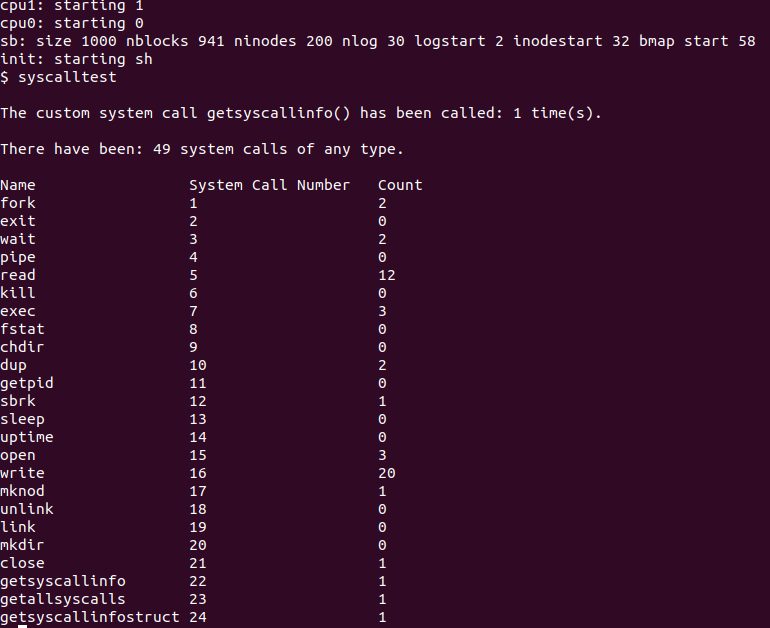 cpu1: starting 1
cpu0: starting 0
sb: size 1000 nblocks 941 ninodes 200 nlog 30 logstart 2 inodestart 32 bmap start 58
init: starting sh
$ syscalltest
The custom system call getsyscallinfo() has been called: 1 time(s).
There have been: 49 system calls of any type.
Name System Call Number Count
fork 1 2
exit 2 0
wait 3 2
pipe 4 0
read 5 12
kill 6 0
exec 7 3
fstat 8 0
chdir 9 0
dup 10 2
getpid 11 0
sbrk 12 1
sleep 13 0
uptime 14 0
open 15 3
write 16 20
mknod 17 1
unlink 18 0
link 19 0
mkdir 20 0
close 21 1
getsyscallinfo 22 1
getallsyscalls 23 1
getsyscallinfostruct 24 1